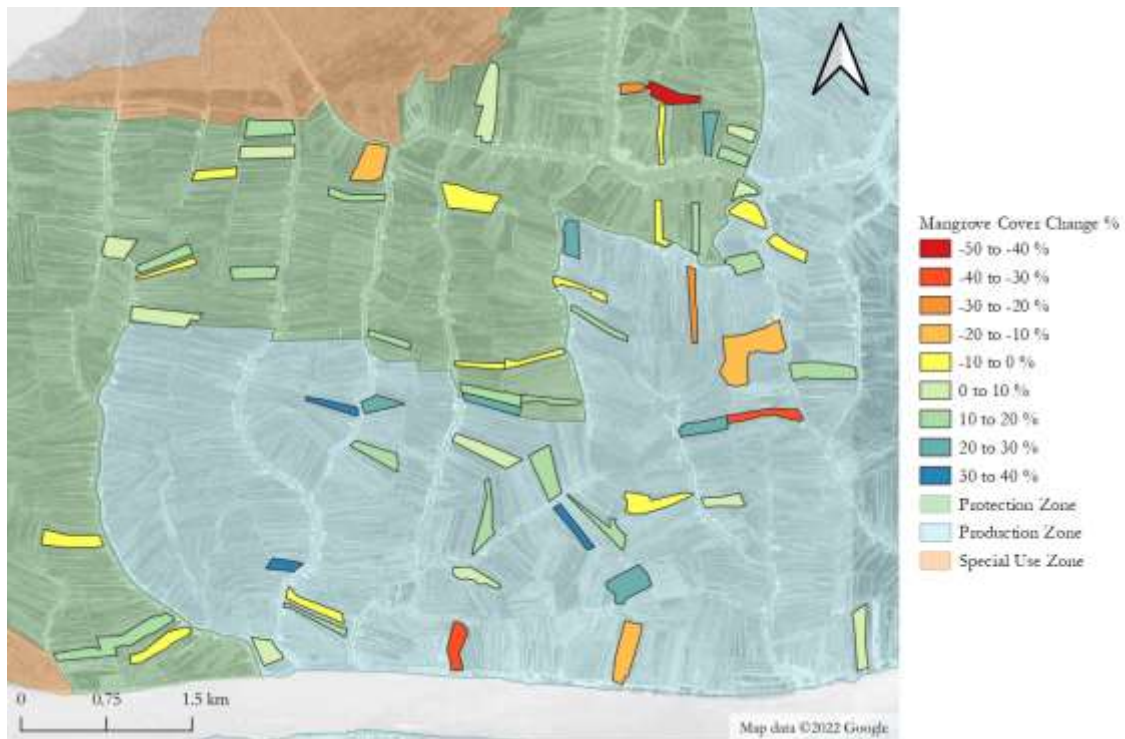 Mangrove Cover Change %
-50 to -40 %
-40 to -30 %
-30 to -20 %
-20 to -10 %
-10 to 0 %
0 to 10 %
10 to 20 %
20 to 30 %
30 to 40 %
Protection Zone
Production Zone
Special Use Zone
0 0.75 1.5 km
Map data ©2022 Google